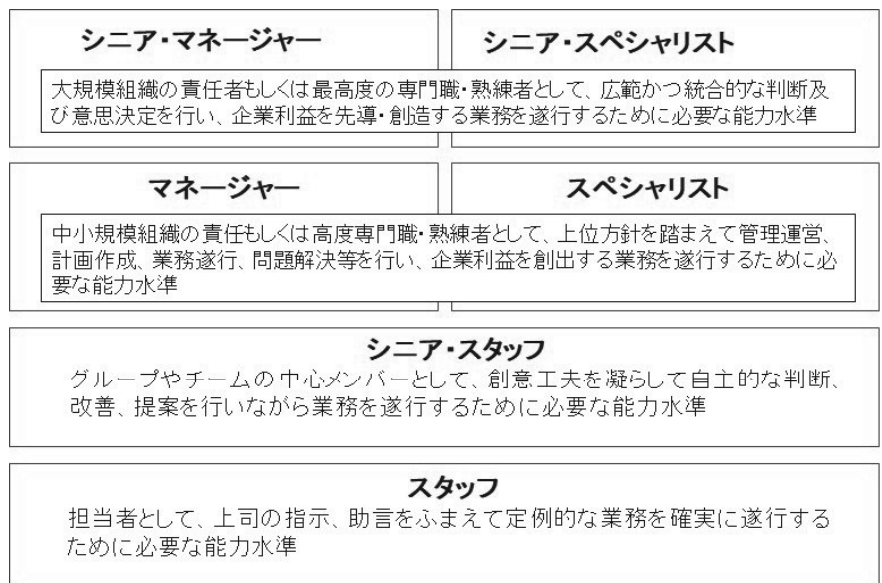 シニア・マネージャー
シニア・スペシャリスト
大規模組織の責任者もしくは最高度の専門職・熟練者として、広範かつ統合的な判断及
び意思決定を行い、企業利益を先導・創造する業務を遂行するために必要な能力水準
マネージャー
スペシャリスト
中小規模組織の責任もしくは高度専門職・熟練者として、上位方針を踏まえて管理運営、
計画作成、業務遂行、問題解決等を行い、企業利益を創出する業務を遂行するために必
要な能力水準
シニア・スタッフ
グループやチームの中心メンバーとして、創意工夫を凝らして自主的な判断、
改善、提案を行いながら業務を遂行するために必要な能力水準
スタッフ
担当者として、上司の指示、助言をふまえて定例的な業務を確実に遂行する
ために必要な能力水準